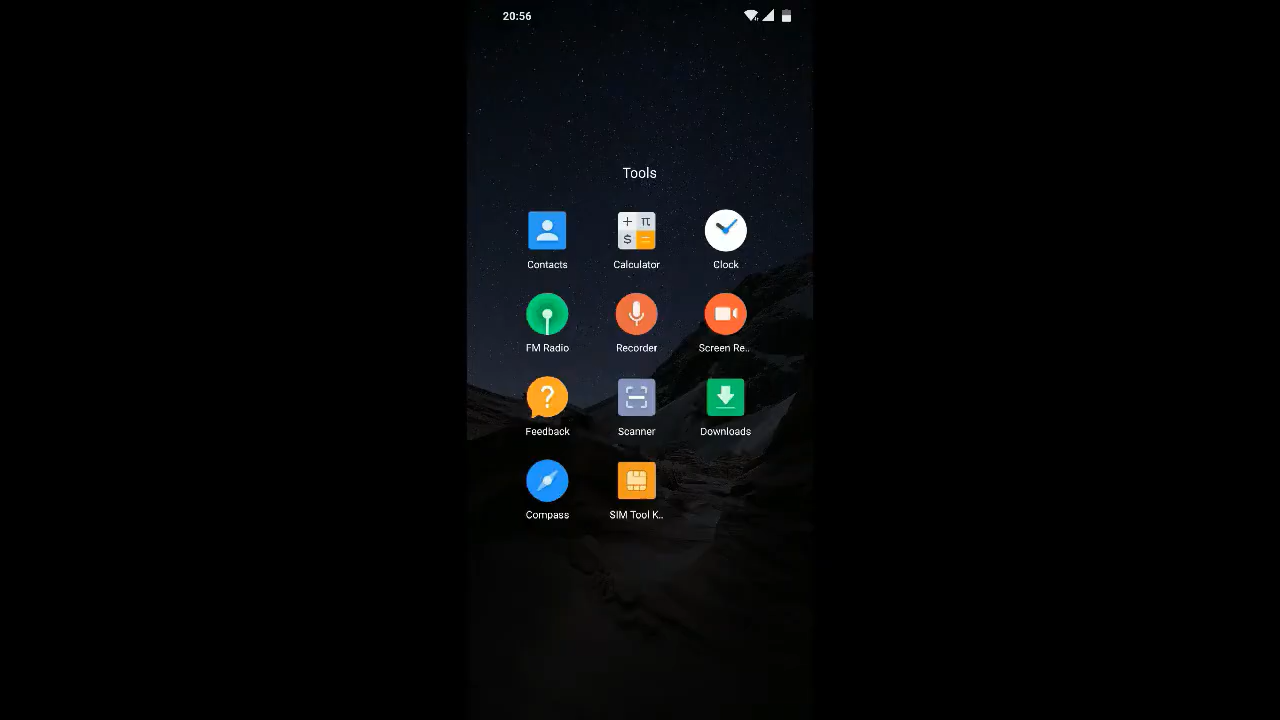 20:56
Tools
Contacts
Calculator
Clock
FM Radio
Recorder
Screen Re..
Feedback
Scanner
Downloads
Compass
SIM Tool K..